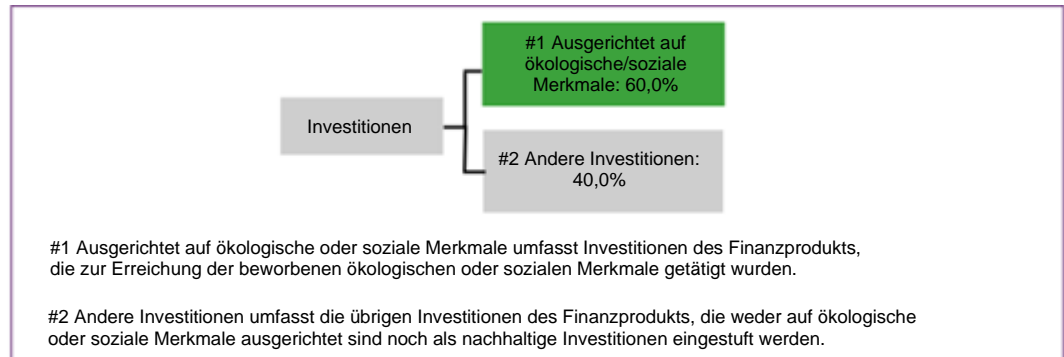 #1 Ausgerichtet auf
ökologische/soziale
Merkmale: 60,0%
Investitionen
#2 Andere Investitionen:
40,0%
#1 Ausgerichtet auf ökologische oder soziale Merkmale umfasst Investitionen des Finanzprodukts,
die zur Erreichung der beworbenen ökologischen oder sozialen Merkmale getätigt wurden.
#2 Andere Investitionen umfasst die übrigen Investitionen des Finanzprodukts, die weder auf ökologische
oder soziale Merkmale ausgerichtet sind noch als nachhaltige Investitionen eingestuft werden.